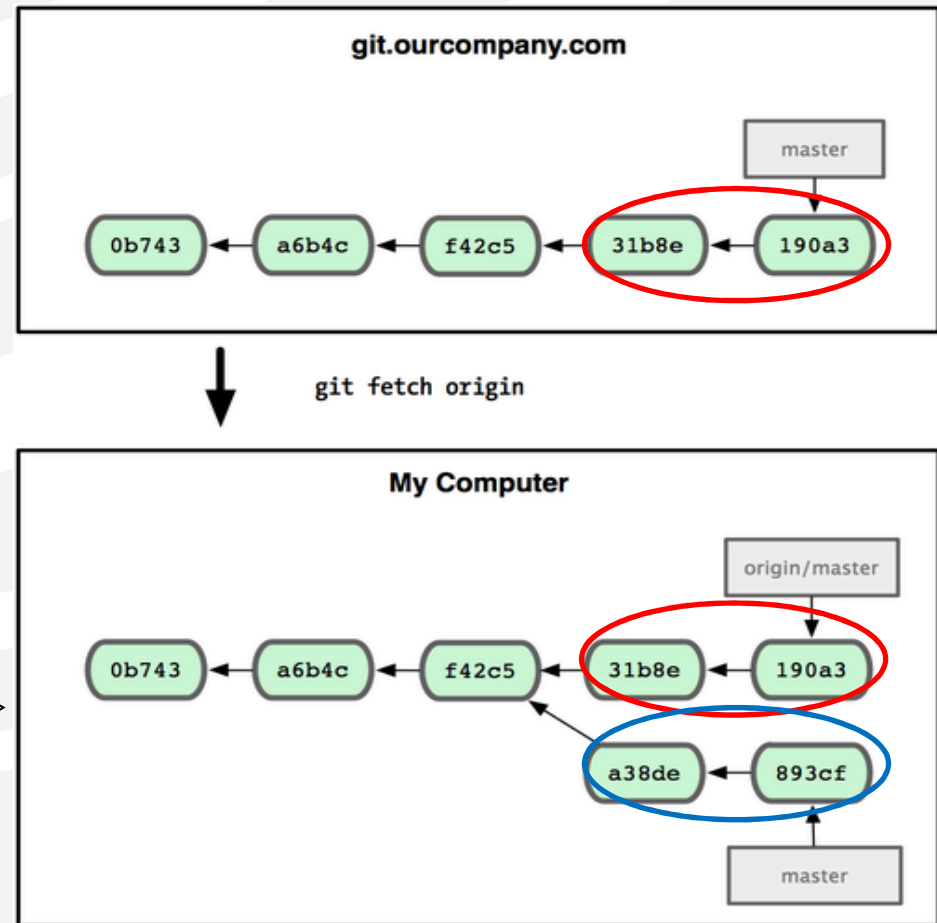 git.ourcompany.com
master
0b743 a6b4c f42c5 31b8e 190a3
git fetch origin
My Computer
origin/master
0b743 a6b4c f42c5 31b8e 190a3
>
a38de 893cf
master